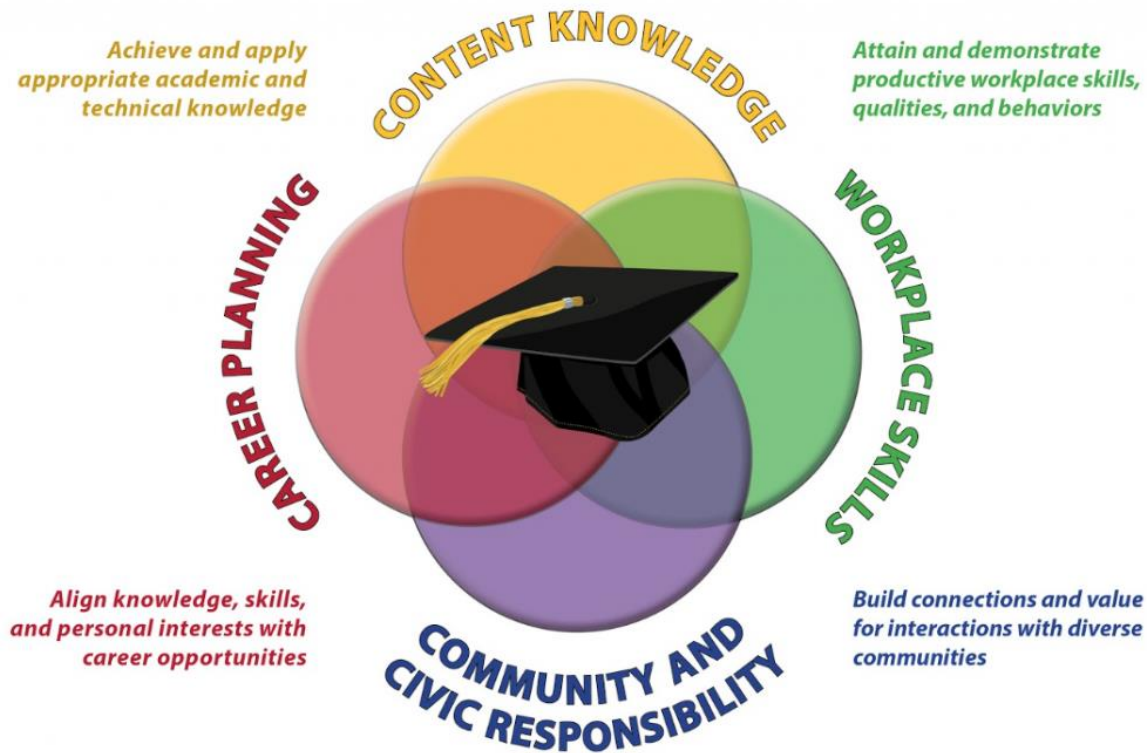 CONTENT KNOWLEDGE
Achieve and apply
appropriate academic and
technical knowledge
Attain and demonstrate
productive workplace skills,
qualities, and behaviors
CAREER PLANNING
WORKPLACE SKILLS
Align knowledge, skills,
and personal interests with
career opportunities
Build connections and value
for interactions with diverse
communities
COMMUNITY AND
CIVIC RESPONSIBILITY